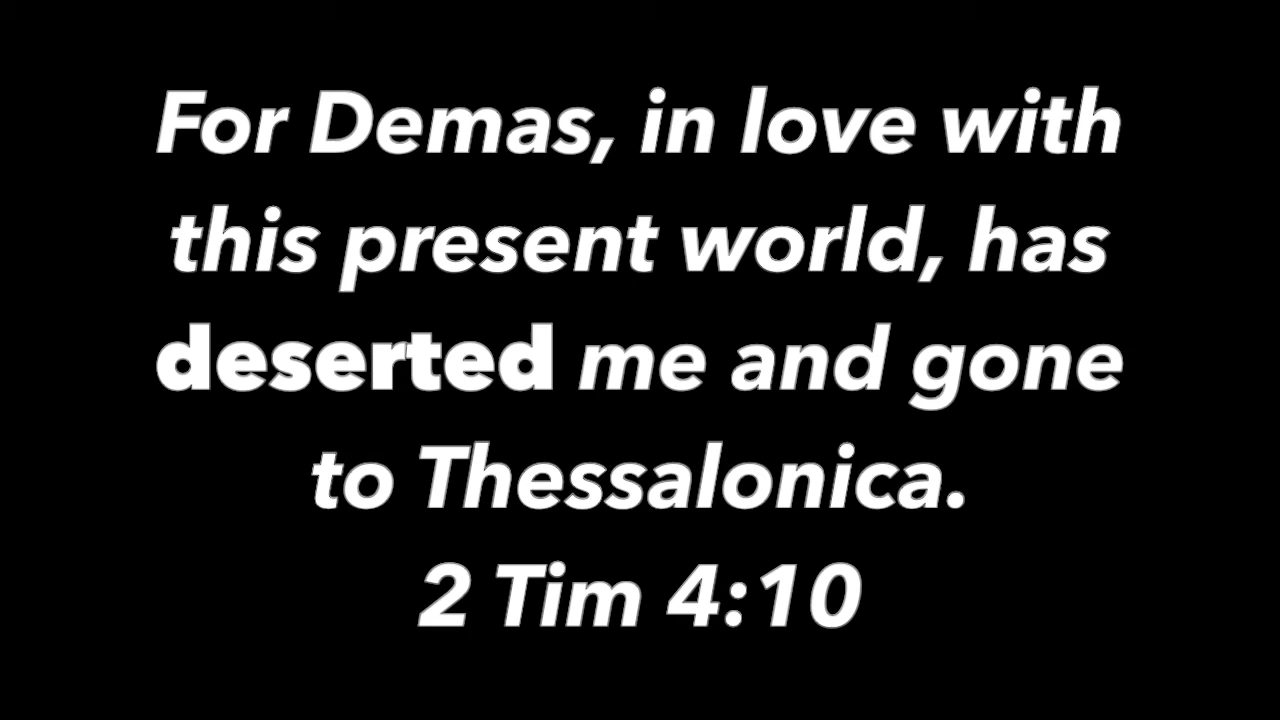 For Demas, in love with
this present world, has
deserted me and gone
to Thessalonica.
2 Tim 4:10